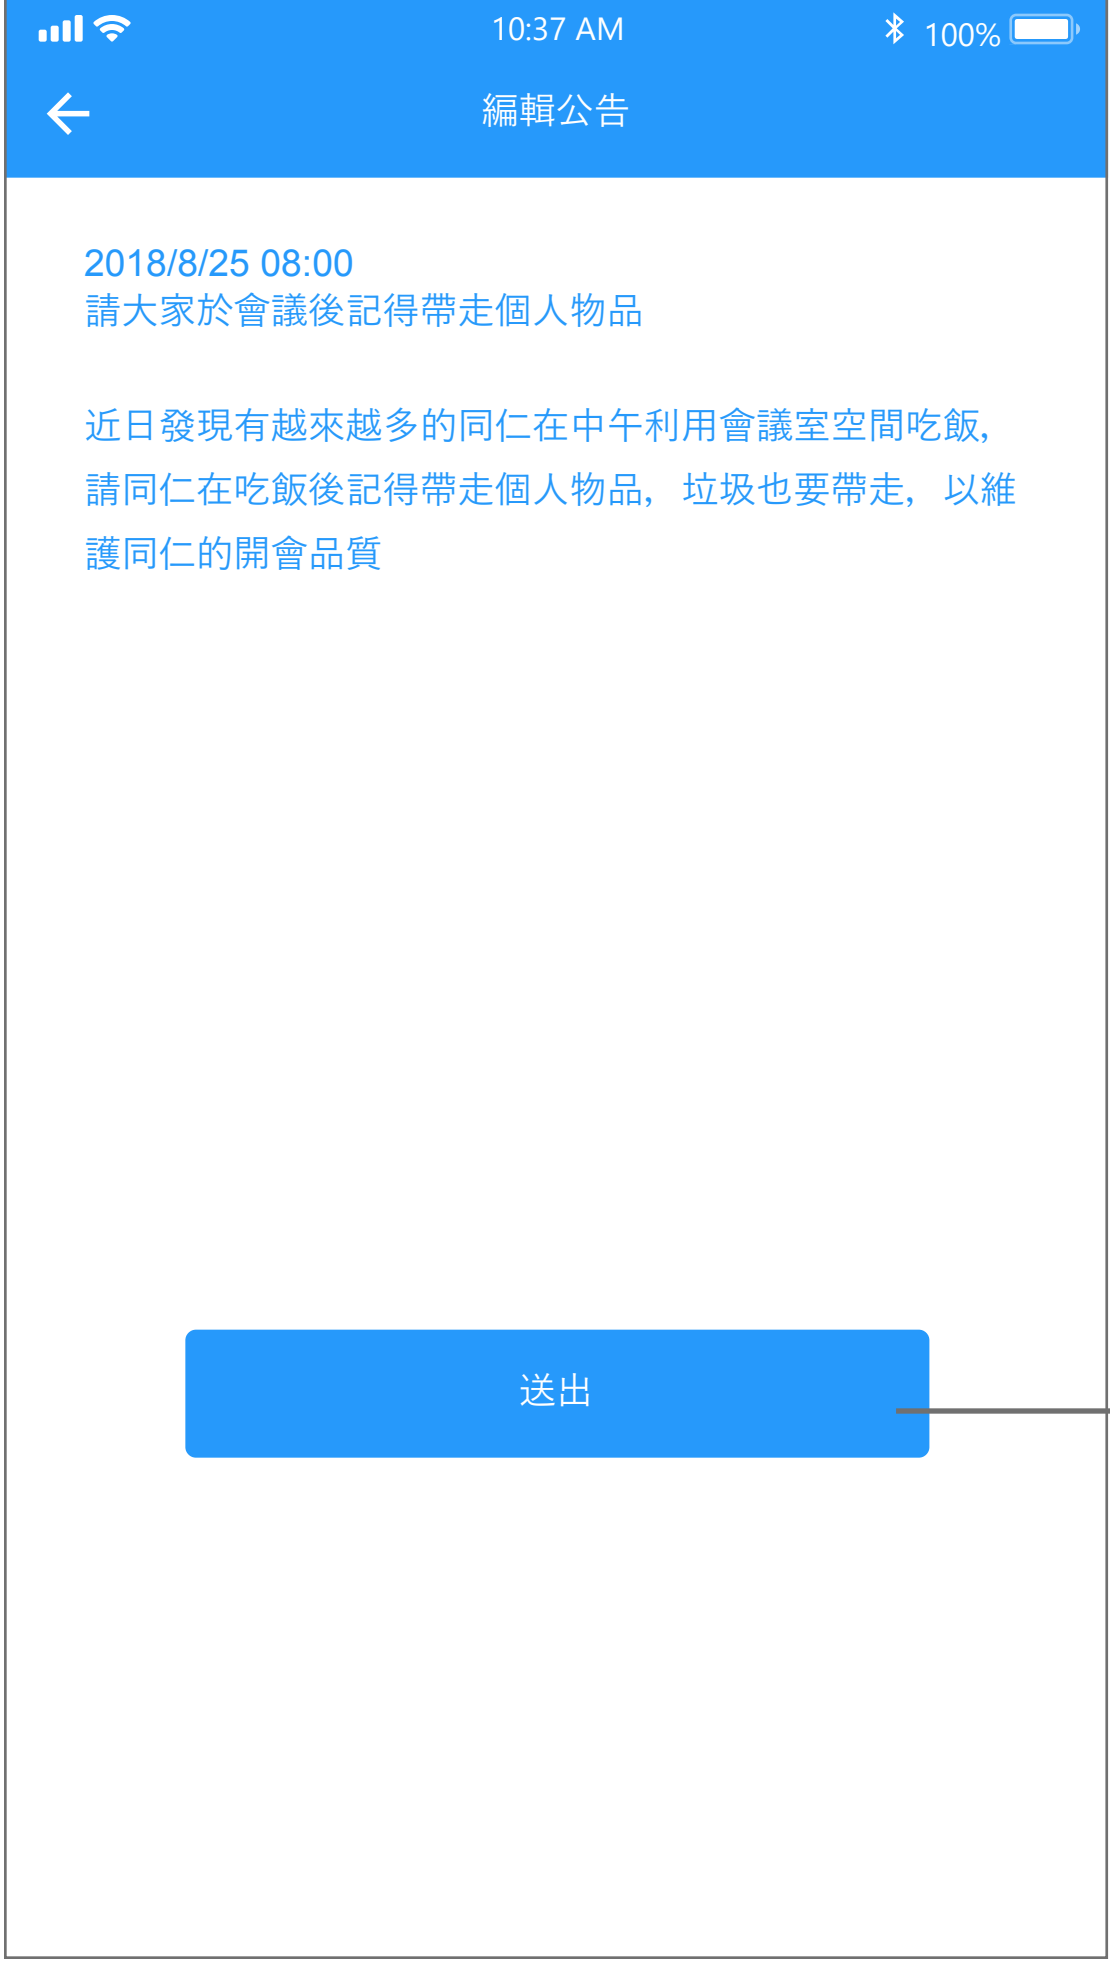 10:37 AM
100%
編輯公告
2018/8/25 08:00
請大家於會議後記得帶走個人物品
近日發現有越來越多的同仁在中午利用會議室空間吃飯,
請同仁在吃飯後記得帶走個人物品, 垃圾也要帶走, 以維
護同仁的開會品質
送出